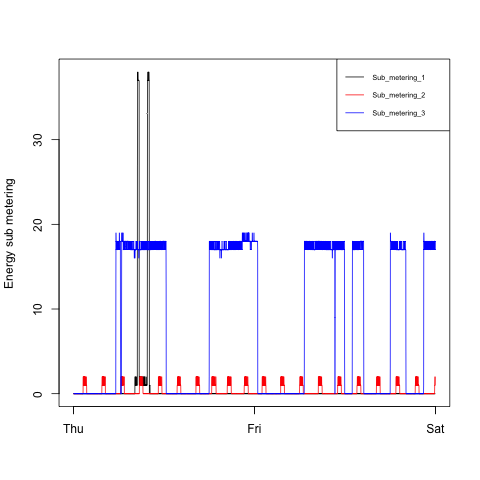 Sub_metering_1
Sub_metering_2
Sub_metering_3
Energy sub metering
30
20
10
0
Thu Fri Sat